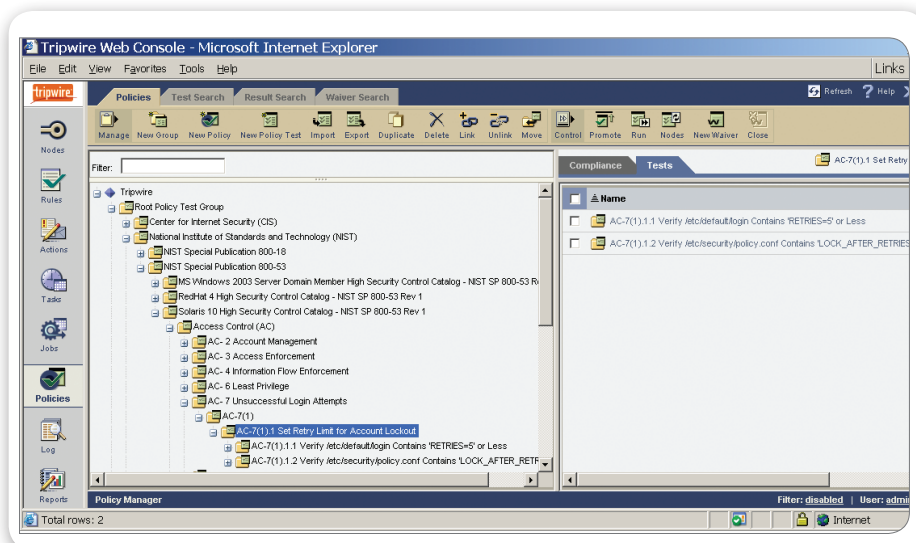 Tripwire Web Console - Microsoft Internet Explorer
File Edit View Favorites Tools Help
Links
tripwire
Policies Test Search Result Search Waiver Search
Refresh ? Help
Manage New Group New Policy New Policy Test Import Export Duplicate Delete Link Unlink Move Control Promote Run Nodes New Waiver Close
Nodes
Rules
Actions
Tasks
Jobs
Policies
Log
Reports
Filter:
Tripwire
Root Policy Test Group
Center for Internet Security (CIS)
National Institute of Standards and Technology (NIST)
NIST Special Publication 800-18
NIST Special Publication 800-53
MS Windows 2003 Server Domain Member High Security Control Catalog - NIST SP 800-53 R
RedHat 4 High Security Control Catalog - NIST SP 800-53 Rev 1
Solaris 10 High Security Control Catalog - NIST SP 800-53 Rev 1
Access Control (AC)
AC- 2 Account Management
AC- 3 Access Enforcement
AC- 4 Information Flow Enforcement
AC- 6 Least Privilege
AC- 7 Unsuccessful Login Attempts
AC-7(1)
AC-7(1).1 Set Retry Limit for Account Lockout
AC-7(1).1.1 Verify /etc/default/login Contains 'RETRIES=5' or Less
AC-7(1).1.2 Verify /etc/security/policy.conf Contains 'LOCK_AFTER_RETR
Compliance Tests
AC-7(1).1 Set Retry
Name
AC-7(1).1.1 Verify /etc/default/login Contains 'RETRIES=5' or Less
AC-7(1).1.2 Verify /etc/security/policy.conf Contains 'LOCK_AFTER_RETRIES
Policy Manager
Filter: disabled | User: admi
Total rows: 2
Internet